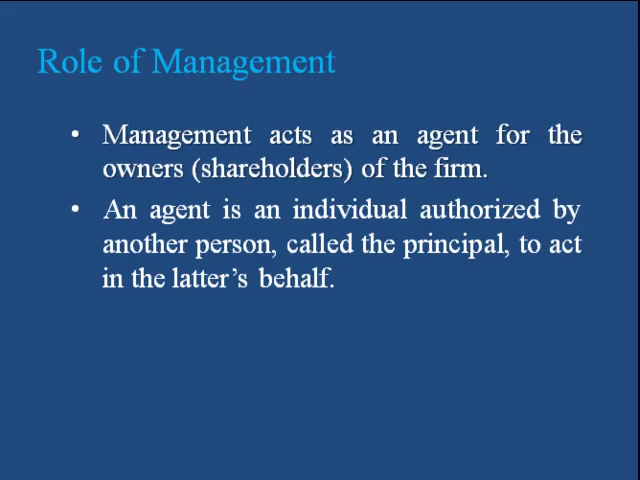 Role of Management
• Management acts as an agent for the
owners (shareholders) of the firm.
• An agent is an individual authorized by
another person, called the principal, to act
in the latter’s behalf.